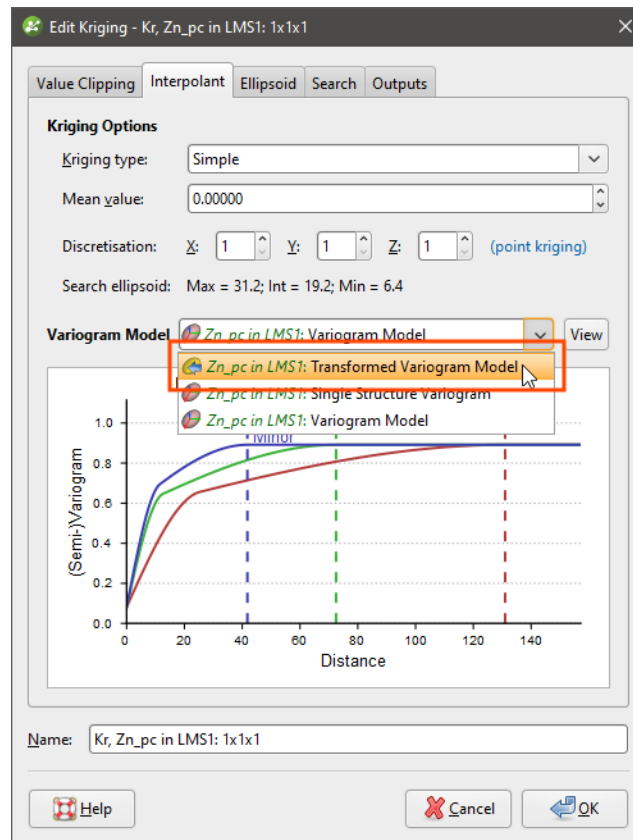 Edit Kriging - Kr, Zn_pc in LMS1: 1x1x1
Value Clipping Interpolant Ellipsoid Search Outputs
Kriging Options
Kriging type: Simple
Mean value: 0.00000
Discretisation: X: 1 Y: 1 Z: 1 (point kriging)
Search ellipsoid: Max = 31.2; Int = 19.2; Min = 6.4
Variogram Model Zn_pc in LMS1: Variogram Model View
Zn_pc in LMS1: Transformed Variogram Model
Zn_pc in LMS1: Single Structure Variogram
Zn_pc in LMS1: Variogram Model
Minor
1.0
0.8
0.6
0.4
0.2
0.0
(Semi-)Variogram
0 20 40 60 80 100 120 140
Distance
Name: Kr, Zn_pc in LMS1: 1x1x1
Help Cancel OK